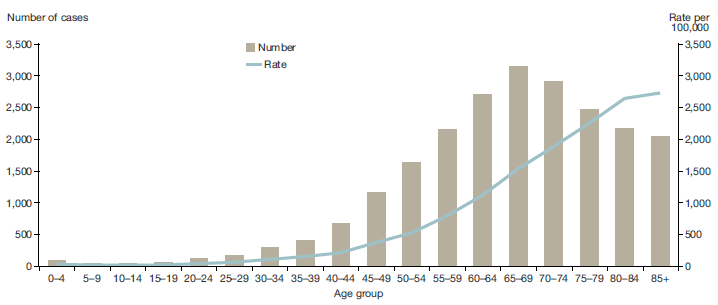 Number of cases
Rate per
100,000
Number
Rate
3,500
3,000
2,500
2,000
1,500
1,000
500
0
3,500
3,000
2,500
2,000
1,500
1,000
500
0
0–4 5–9 10–14 15–19 20–24 25–29 30–34 35–39 40–44 45–49 50–54 55–59 60–64 65–69 70–74 75–79 80–84 85+
Age group